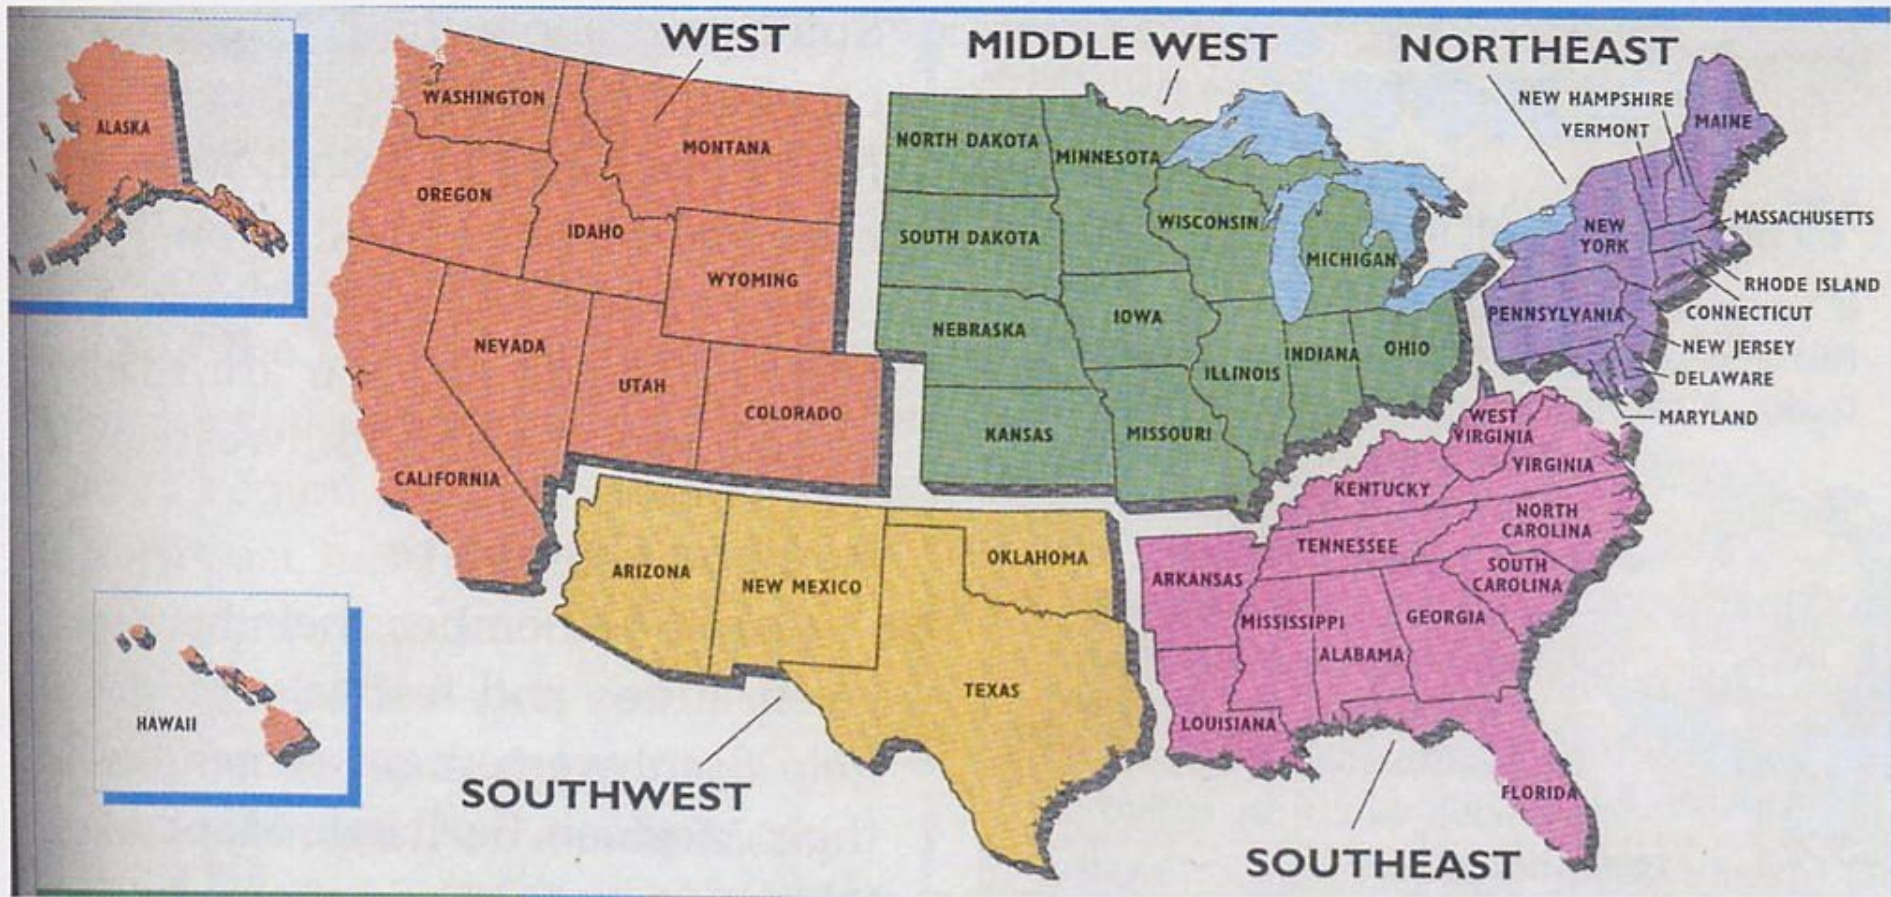 WEST
MIDDLE WEST
NORTHEAST
ALASKA
HAWAII
WASHINGTON
MONTANA
OREGON
IDAHO
WYOMING
NEVADA
UTAH
COLORADO
CALIFORNIA
NORTH DAKOTA
MINNESOTA
SOUTH DAKOTA
WISCONSIN
MICHIGAN
NEBRASKA
IOWA
ILLINOIS
INDIANA
OHIO
KANSAS
MISSOURI
NEW HAMPSHIRE
VERMONT
MAINE
NEW
YORK
MASSACHUSETTS
RHODE ISLAND
CONNECTICUT
PENNSYLVANIA
NEW JERSEY
DELAWARE
MARYLAND
ARIZONA
NEW MEXICO
OKLAHOMA
TEXAS
SOUTHWEST
WEST
VIRGINIA
VIRGINIA
KENTUCKY
NORTH
CAROLINA
TENNESSEE
SOUTH
CAROLINA
ARKANSAS
MISSISSIPPI
ALABAMA
GEORGIA
LOUISIANA
FLORIDA
SOUTHEAST